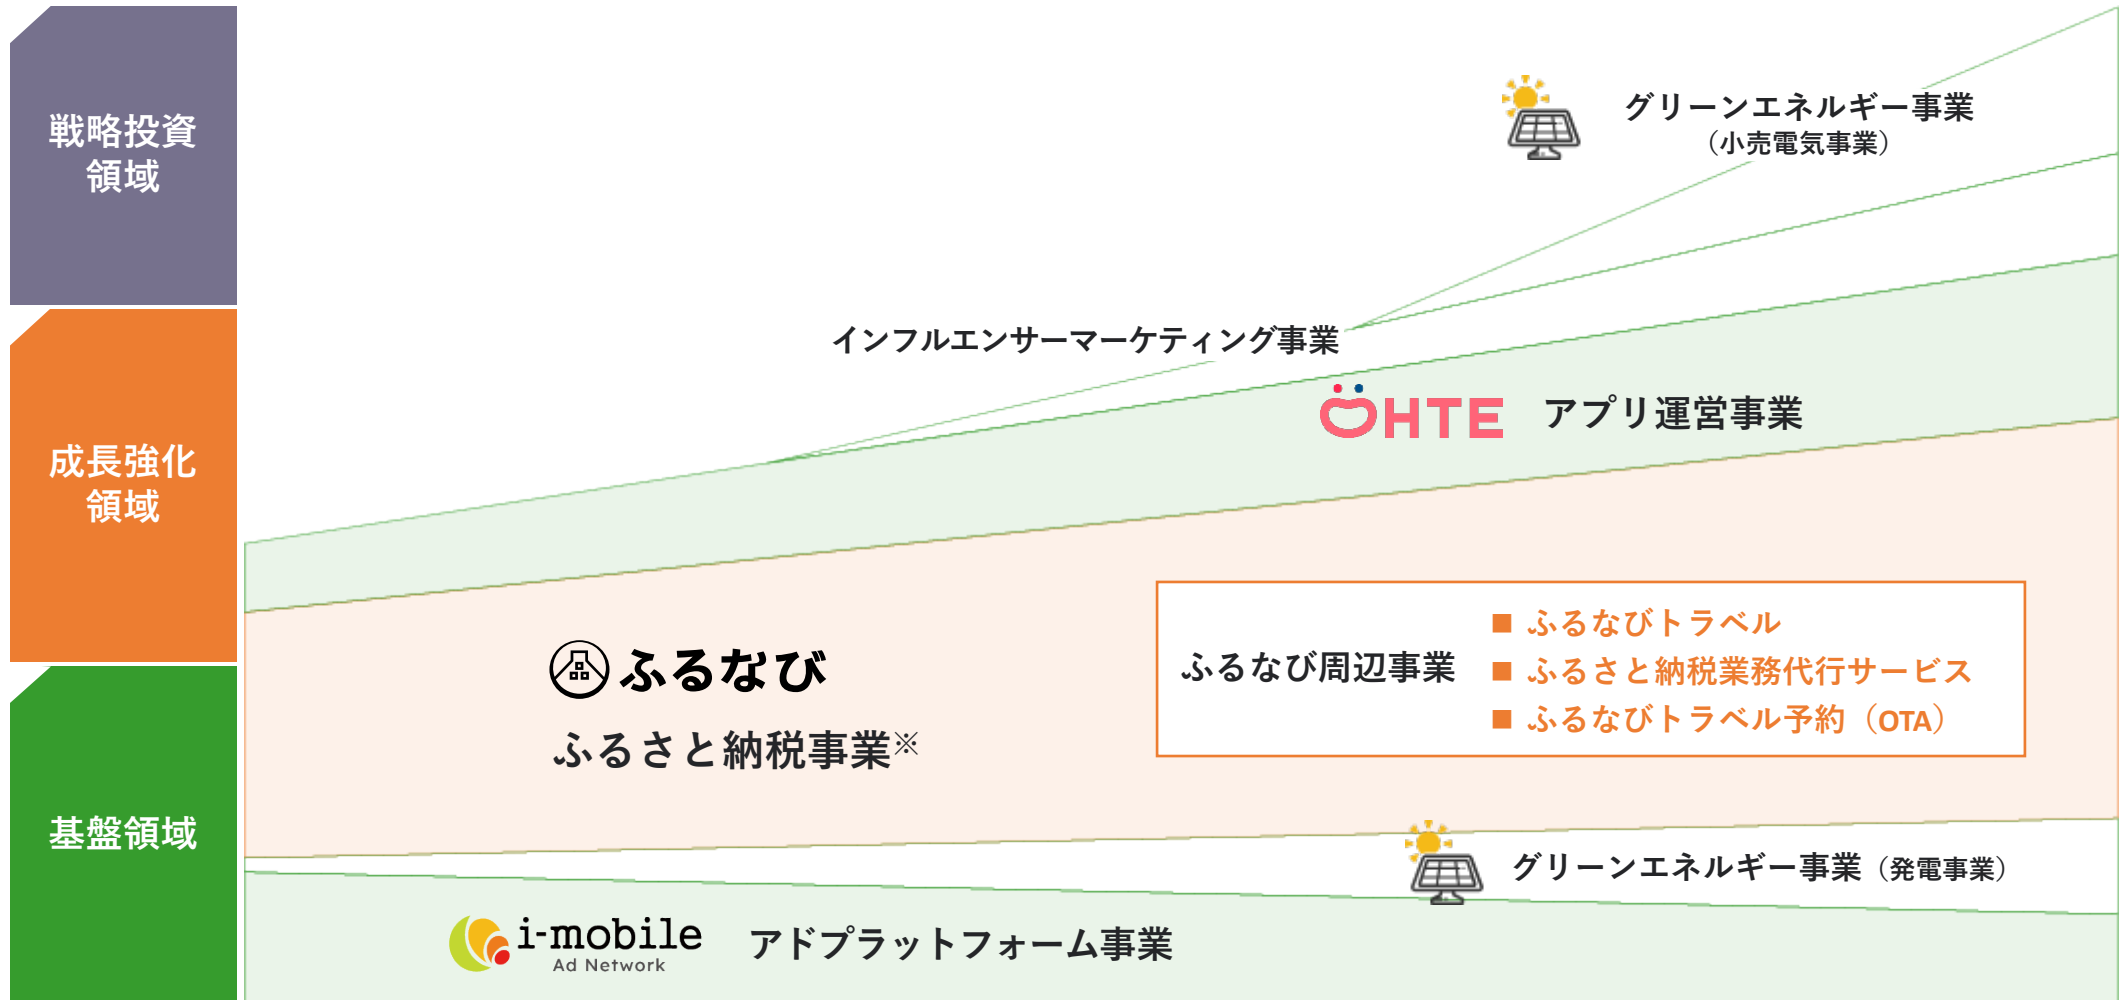 戦略投資
領域
成長強化
領域
基盤領域
グリーンエネルギー事業
（小売電気事業）
インフルエンサーマーケティング事業
ÖHTE アプリ運営事業
ふるなび
ふるさと納税事業※
ふるなび周辺事業
■ ふるなびトラベル
■ ふるさと納税業務代行サービス
■ ふるなびトラベル予約（OTA）
グリーンエネルギー事業（発電事業）
i-mobile
Ad Network
アドプラットフォーム事業